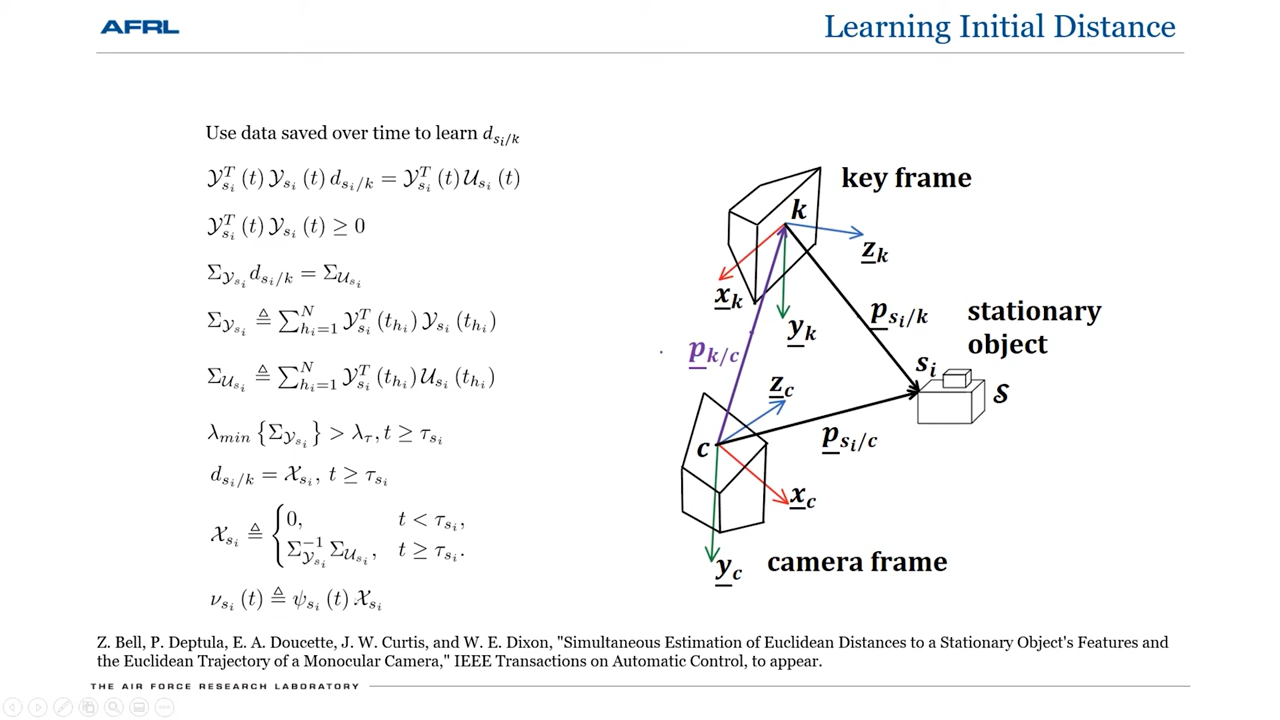 AFRL
Learning Initial Distance
Use data saved over time to learn d_{s_i/k}
𝒴_{s_i}^T (t) 𝒴_{s_i} (t) d_{s_i/k} = 𝒴_{s_i}^T (t) 𝒰_{s_i} (t)
𝒴_{s_i}^T (t) 𝒴_{s_i} (t) ≥ 0
Σ_{𝒴_{s_i}} d_{s_i/k} = Σ_{𝒰_{s_i}}
Σ_{𝒴_{s_i}} ≜ ∑_{h_i=1}^N 𝒴_{s_i}^T (t_{h_i}) 𝒴_{s_i} (t_{h_i})
Σ_{𝒰_{s_i}} ≜ ∑_{h_i=1}^N 𝒴_{s_i}^T (t_{h_i}) 𝒰_{s_i} (t_{h_i})
λ_{min} {Σ_{𝒴_{s_i}}} > λ_τ, t ≥ τ_{s_i}
d_{s_i/k} = 𝒳_{s_i}, t ≥ τ_{s_i}
𝒳_{s_i} ≜ { 0, t < τ_{s_i},
Σ_{𝒴_{s_i}}^{-1} Σ_{𝒰_{s_i}}, t ≥ τ_{s_i}.
ν_{s_i} (t) ≜ ψ_{s_i} (t) 𝒳_{s_i}
key frame
k
z_k
x_k
y_k
p_{s_i/k}
stationary
object
p_{k/c}
s_i
𝒮
z_c
c
p_{s_i/c}
x_c
y_c
camera frame
Z. Bell, P. Deptula, E. A. Doucette, J. W. Curtis, and W. E. Dixon, "Simultaneous Estimation of Euclidean Distances to a Stationary Object's Features and
the Euclidean Trajectory of a Monocular Camera," IEEE Transactions on Automatic Control, to appear.
THE AIR FORCE RESEARCH LABORATORY